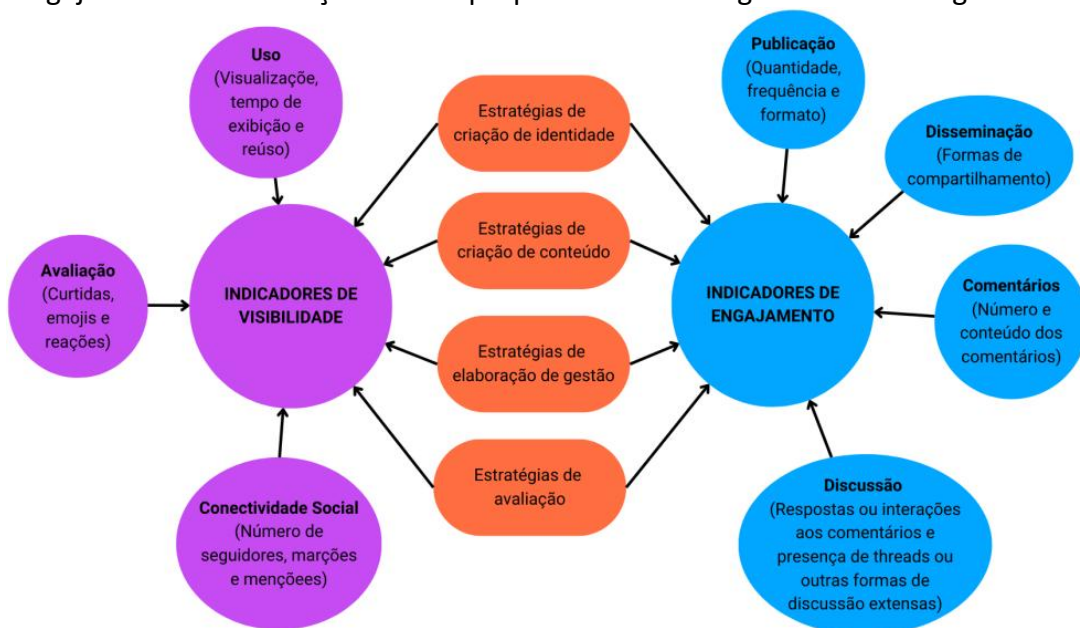 Uso
(Visualizaçõe,
tempo de
exibição e
reúso)
Avaliação
(Curtidas,
emojis e
reações)
INDICADORES DE
VISIBILIDADE
Conectividade Social
(Número de
seguidores, marções
e mençõees)
Estratégias de
criação de identidade
Estratégias de
criação de conteúdo
Estratégias de
elaboração de gestão
Estratégias de
avaliação
Publicação
(Quantidade,
frequência e
formato)
Disseminação
(Formas de
compartilhamento)
INDICADORES DE
ENGAJAMENTO
Comentários
(Número e
conteúdo dos
comentários)
Discussão
(Respostas ou interações
aos comentários e
presença de threads ou
outras formas de
discussão extensas)